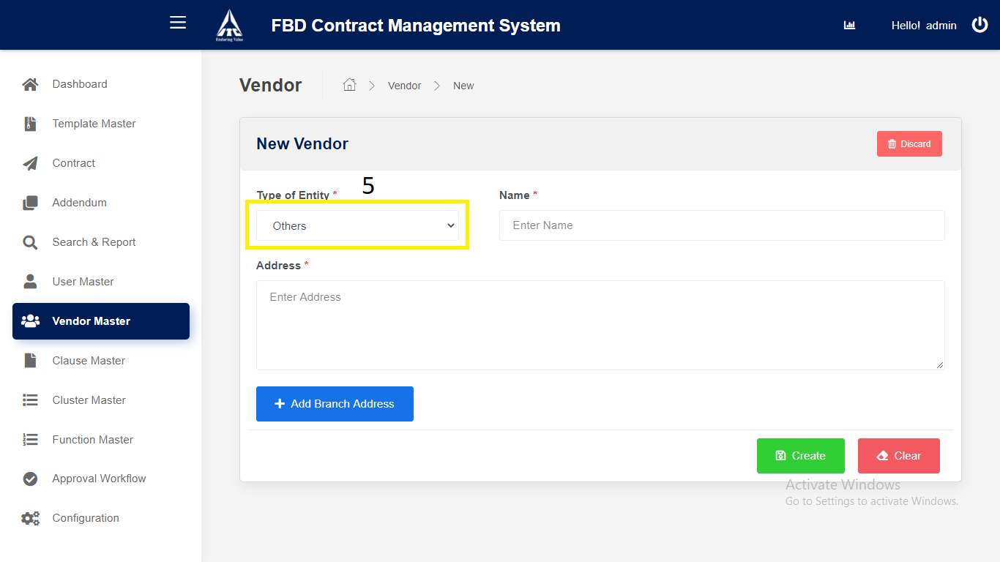 Enduring Value
FBD Contract Management System
Hello! admin
Dashboard
Template Master
Contract
Addendum
Search & Report
User Master
Vendor Master
Clause Master
Cluster Master
Function Master
Approval Workflow
Configuration
Vendor
Vendor
New
New Vendor
Discard
5
Type of Entity *
Name *
Others
Enter Name
Address *
Enter Address
Add Branch Address
Create
Clear
Activate Windows
Go to Settings to activate Windows.